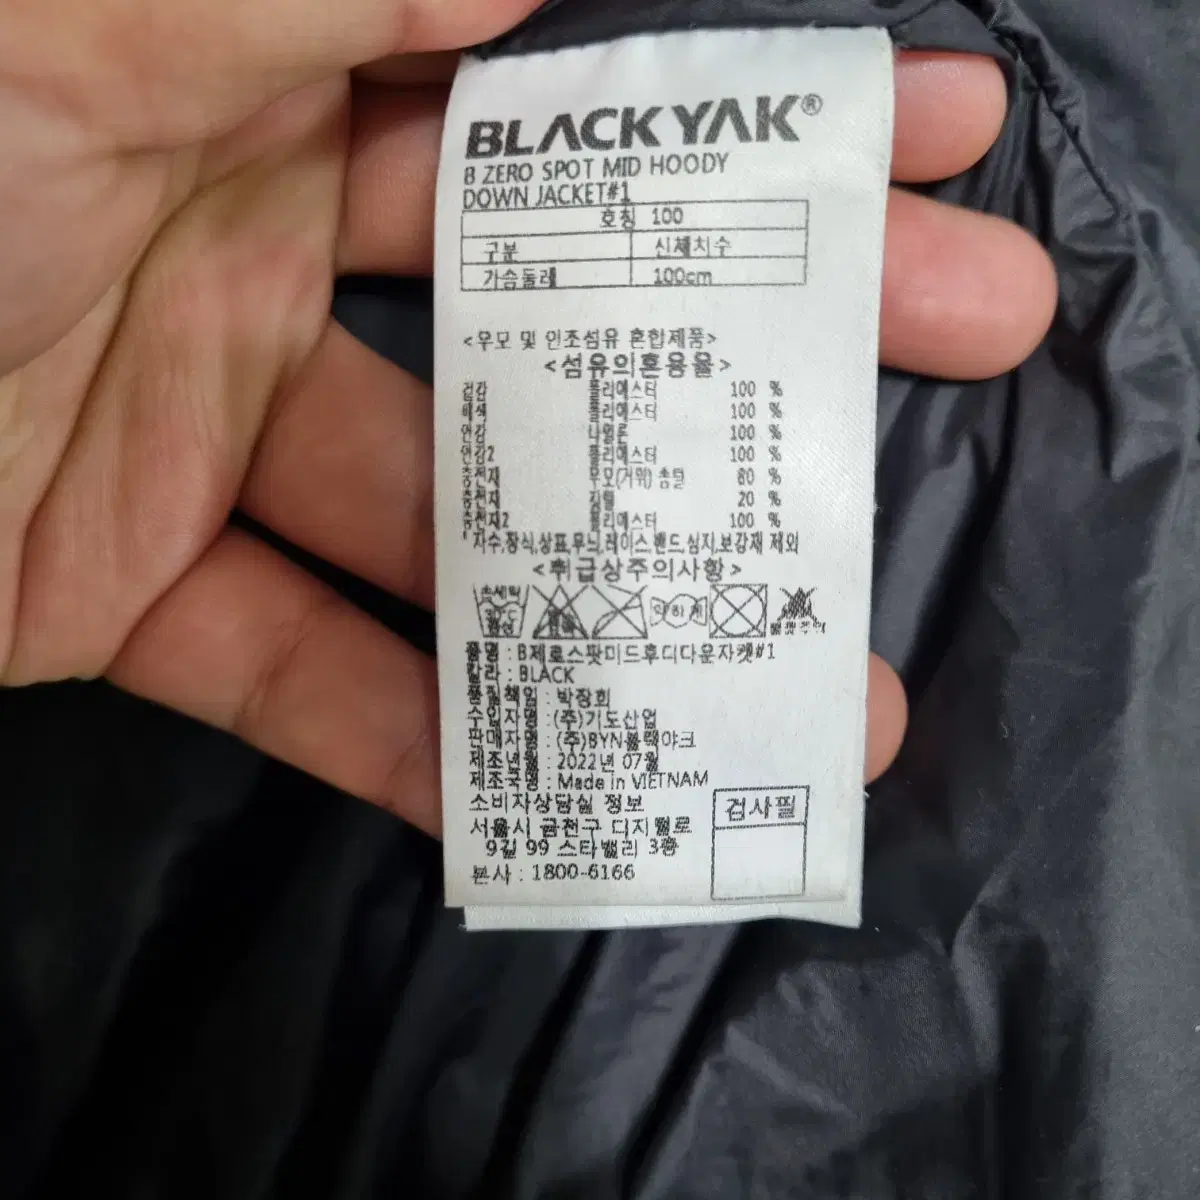 BLACK YAK®
B ZERO SPOT MID HOODY
DOWN JACKET#1
호칭 100
구분 신체치수
가슴둘레 100cm
<우모 및 인조섬유 혼합제품>
<섬유의혼용율>
겉감 폴리에스터 100 %
배색 폴리에스터 100 %
안감 나일론 100 %
안감2 폴리에스터 100 %
충전재 우모(거위) 솜털 80 %
충전재 깃털 20 %
충전재2 폴리에스터 100 %
자수,장식,상표,무늬,레이스,밴드,심지,보강재 제외
<취급상주의사항>
손세탁
약하게
품명 : B제로스팟미드후디다운자켓#1
칼라 : BLACK
품질책임 : 박장희
수입자명 : (주)기도산업
판매자명 : (주)BYN블랙야크
제조년월 : 2022년 07월
제조국명 : Made in VIETNAM
소비자상담실 정보
서울시 금천구 디지털로
9길 99 스타밸리 3층
본사 : 1800-6166
검사필